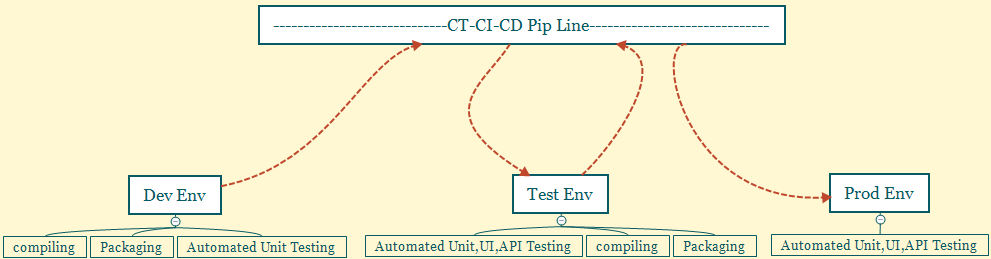 ----------------------------CT-CI-CD Pip Line-----------------------------
Dev Env
Test Env
Prod Env
compiling
Packaging
Automated Unit Testing
Automated Unit,UI,API Testing
compiling
Packaging
Automated Unit,UI,API Testing